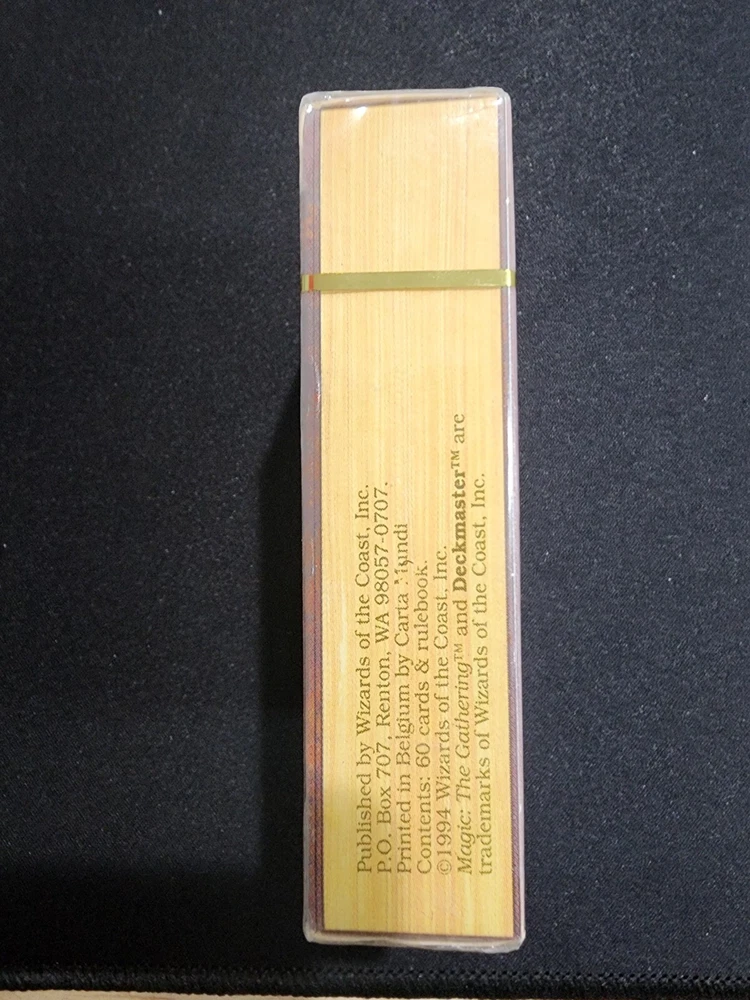 Published by Wizards of the Coast, Inc.
P.O. Box 707, Renton, WA 98057-0707.
Printed in Belgium by Carta Mundi
Contents: 60 cards & rulebook.
©1994 Wizards of the Coast, Inc.
Magic: The Gathering™ and Deckmaster™ are
trademarks of Wizards of the Coast, Inc.